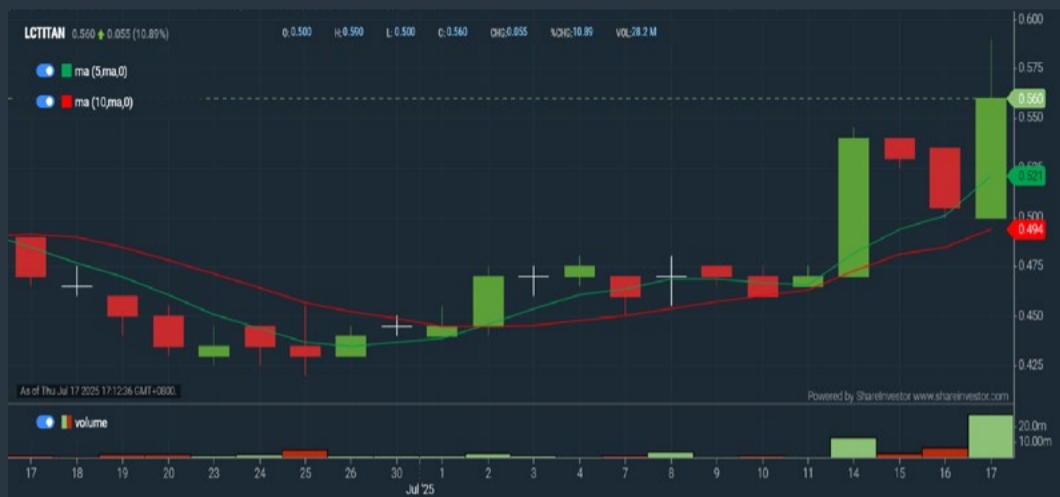 LCTITAN 0.560 0.055 (10.89%) O: 0.500 H: 0.590 L: 0.500 C: 0.560 CHG: 0.055 %CHG: 10.89 VOL: 28.2 M
ma (5,ma,0)
ma (10,ma,0)
0.600
0.575
0.560
0.550
0.525
0.521
0.500
0.494
0.475
0.450
0.425
As of Thu Jul 17 2025 17:12:36 GMT+0800.
Powered by ShareInvestor www.shareinvestor.com
volume
20.0m
10.00m
17 18 19 20 23 24 25 26 30 1 2 3 4 7 8 9 10 11 14 15 16 17
Jul '25